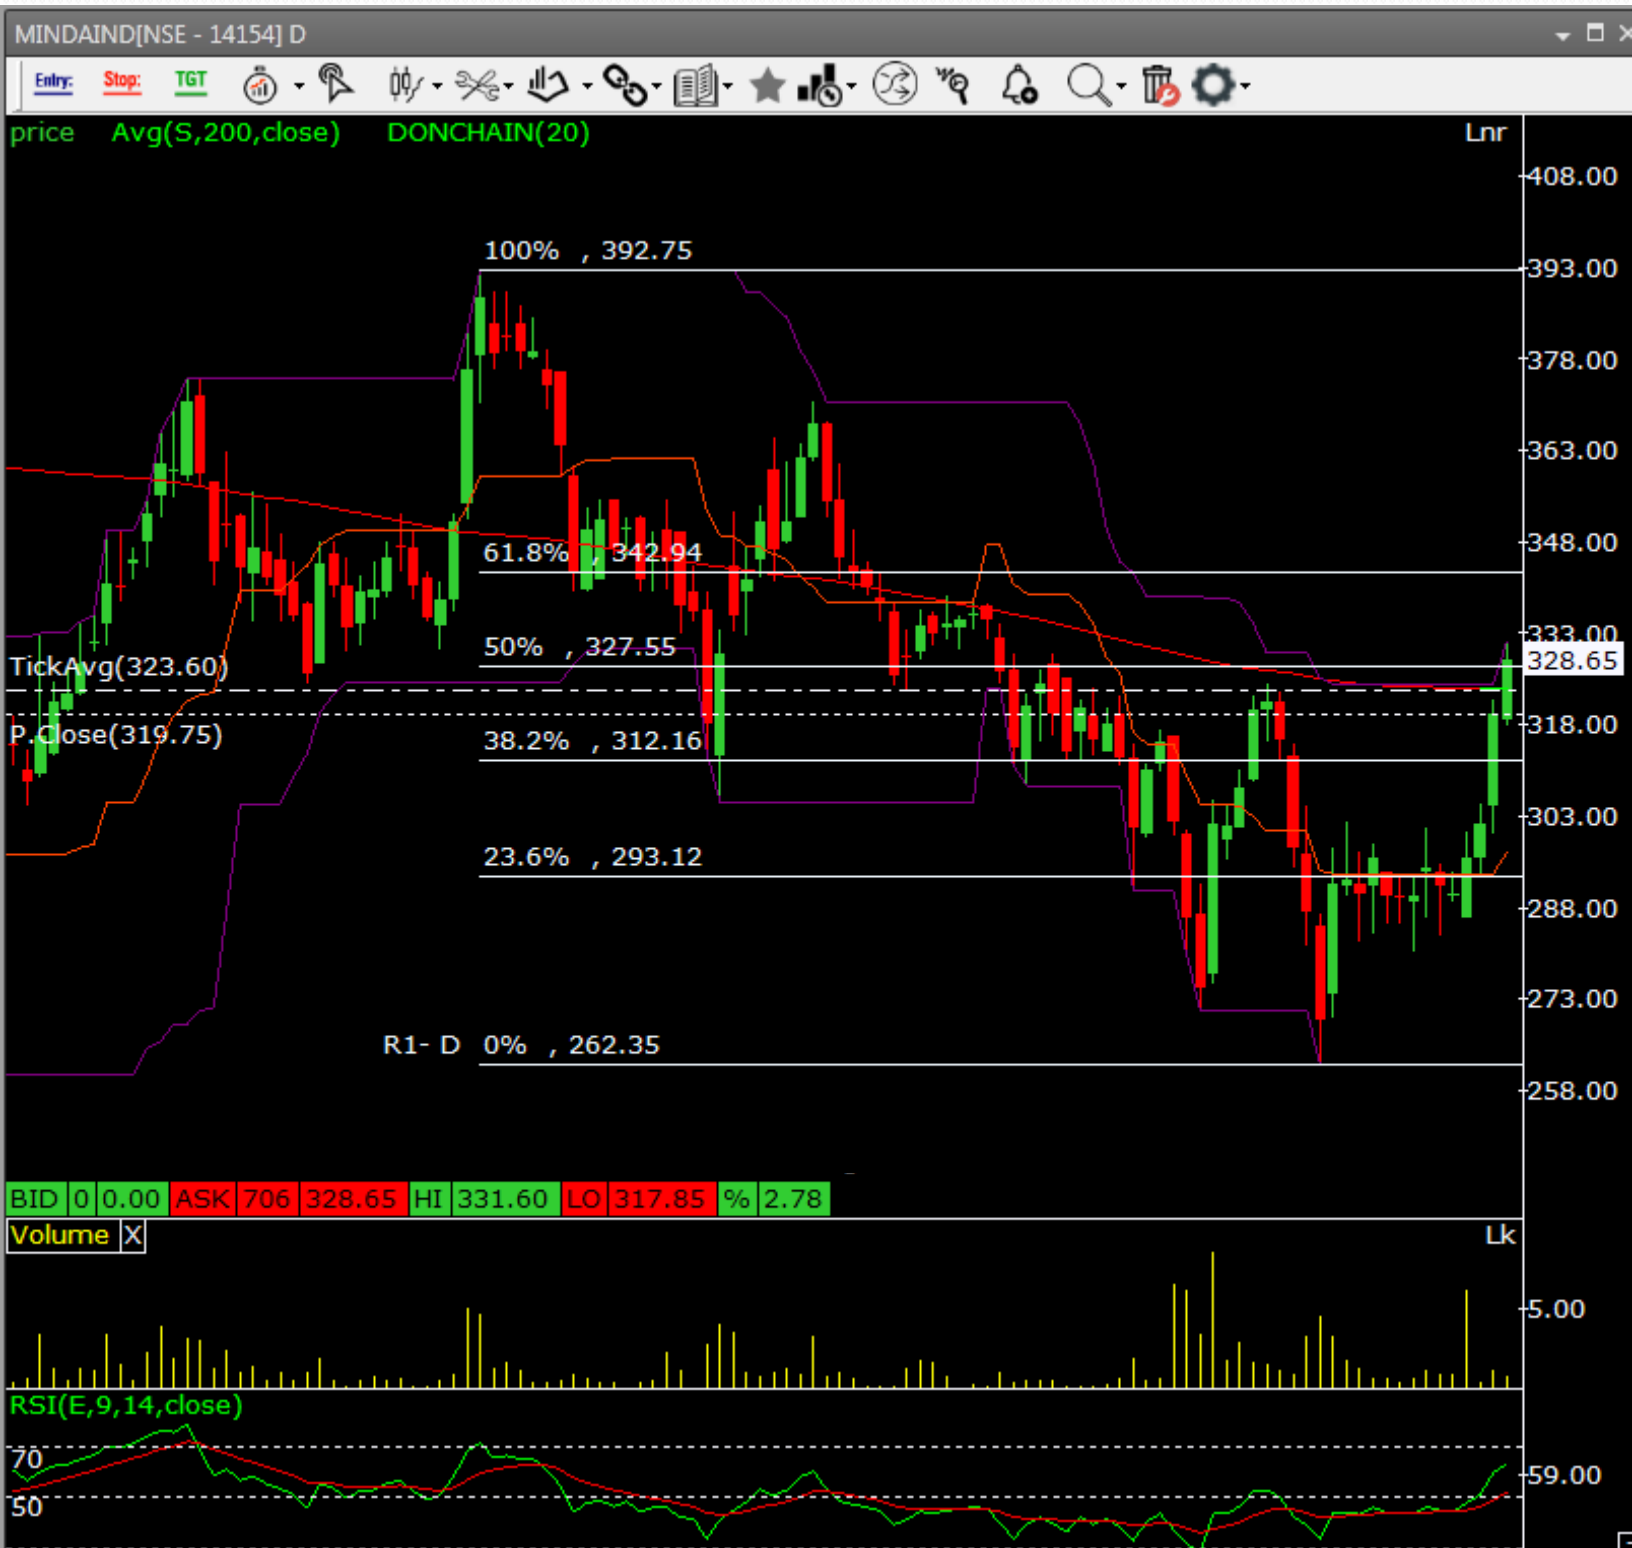 MINDAIND[NSE - 14154] D
Entry: Stop: TGT
price Avg(S,200,close) DONCHAIN(20) Lnr
408.00
100% , 392.75
393.00
378.00
363.00
348.00
61.8% , 342.94
333.00
50% , 327.55
328.65
TickAvg(323.60)
318.00
P.Close(319.75)
38.2% , 312.16
303.00
23.6% , 293.12
288.00
273.00
R1- D 0% , 262.35
258.00
BID 0 0.00 ASK 706 328.65 HI 331.60 LO 317.85 % 2.78
Volume X Lk
5.00
RSI(E,9,14,close)
70
59.00
50